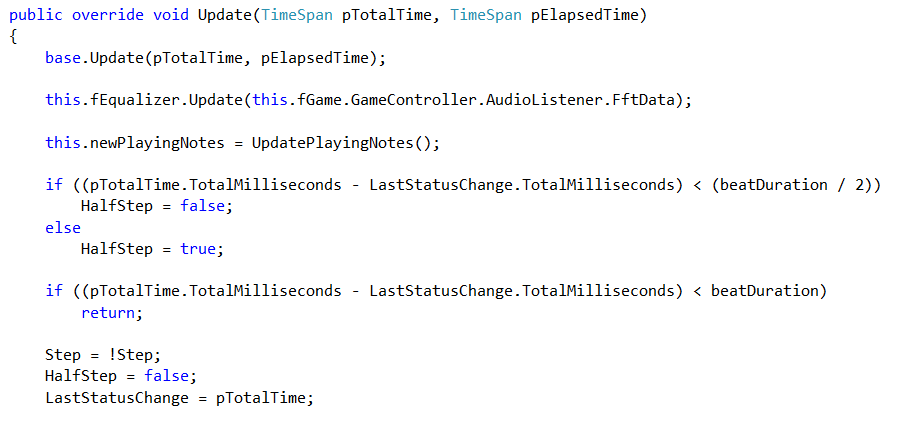 public override void Update(TimeSpan pTotalTime, TimeSpan pElapsedTime)
{
    base.Update(pTotalTime, pElapsedTime);

    this.fEqualizer.Update(this.fGame.GameController.AudioListener.FftData);

    this.newPlayingNotes = UpdatePlayingNotes();

    if ((pTotalTime.TotalMilliseconds - LastStatusChange.TotalMilliseconds) < (beatDuration / 2))
        HalfStep = false;
    else
        HalfStep = true;

    if ((pTotalTime.TotalMilliseconds - LastStatusChange.TotalMilliseconds) < beatDuration)
        return;

    Step = !Step;
    HalfStep = false;
    LastStatusChange = pTotalTime;